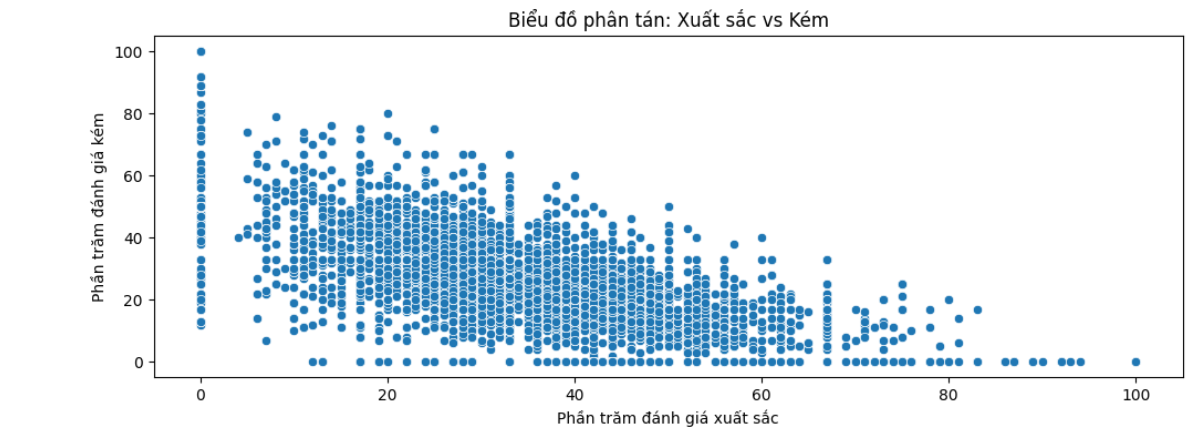 Biểu đồ phân tán: Xuất sắc vs Kém
Phần trăm đánh giá kém
100
80
60
40
20
0
0 20 40 60 80 100
Phần trăm đánh giá xuất sắc